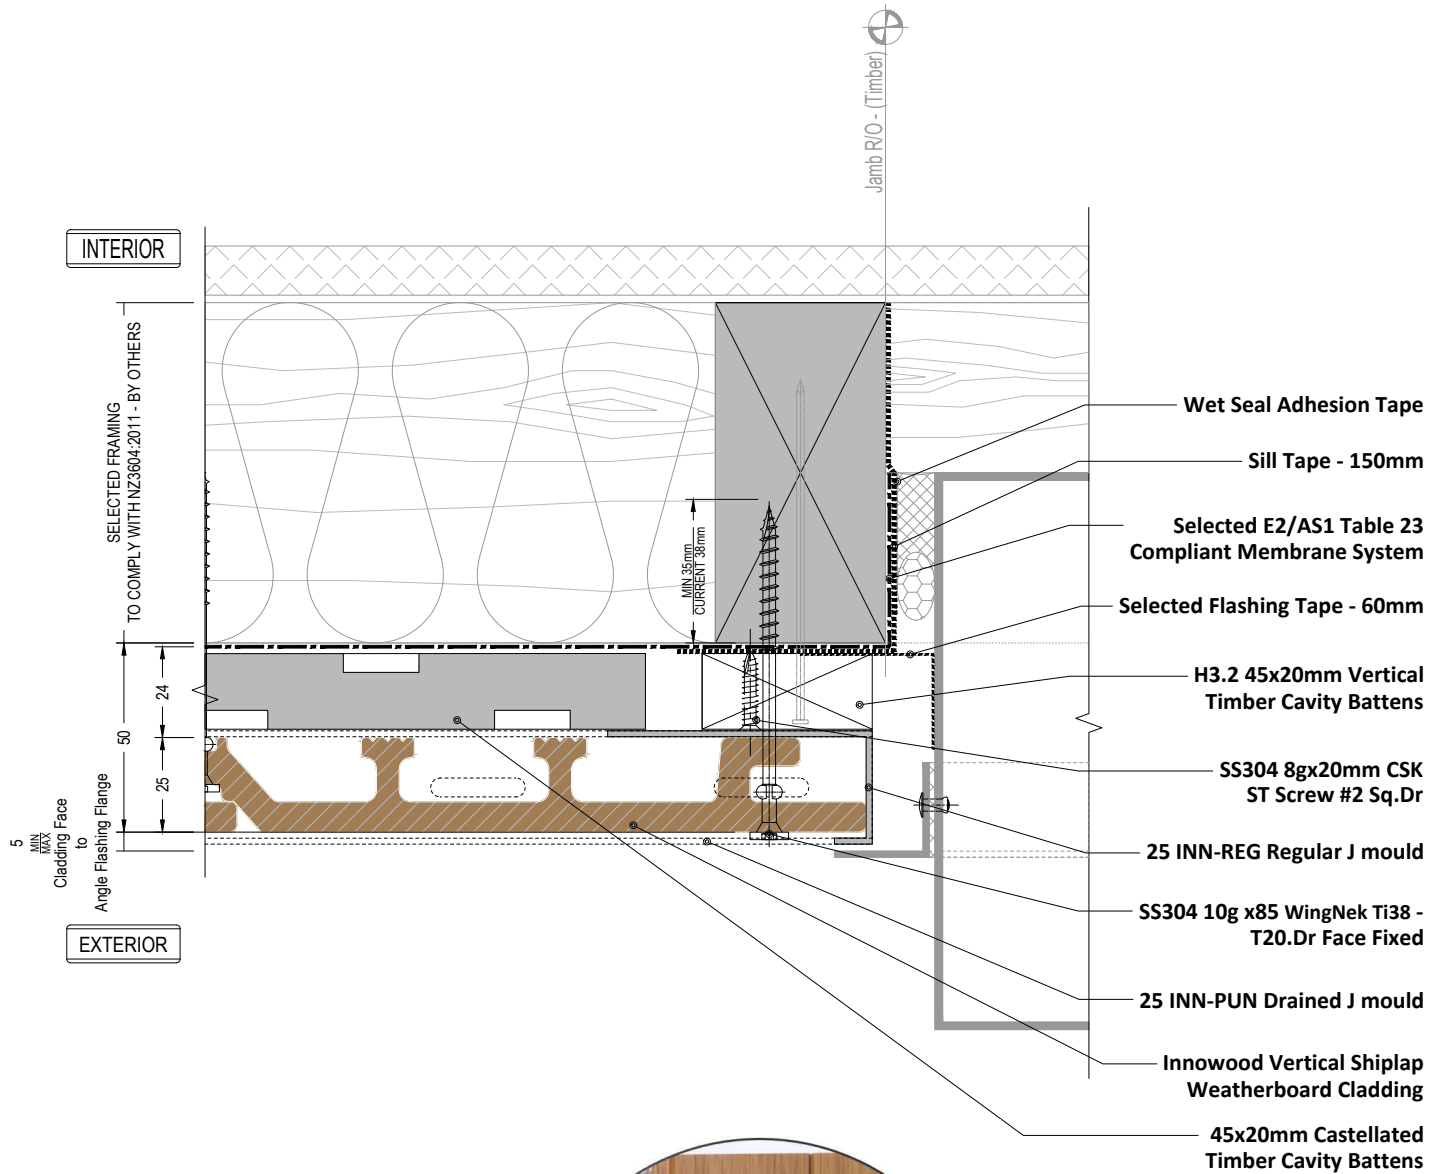 Jamb R/O - (Timber)
INTERIOR
SELECTED FRAMING
TO COMPLY WITH NZ3604:2011 - BY OTHERS
MIN 35mm
CURRENT 38mm
24
50
25
5
MIN
MAX
Cladding Face
to
Angle Flashing Flange
EXTERIOR
Wet Seal Adhesion Tape
Sill Tape - 150mm
Selected E2/AS1 Table 23
Compliant Membrane System
Selected Flashing Tape - 60mm
H3.2 45x20mm Vertical
Timber Cavity Battens
SS304 8gx20mm CSK
ST Screw #2 Sq.Dr
25 INN-REG Regular J mould
SS304 10g x85 WingNek Ti38 -
T20.Dr Face Fixed
25 INN-PUN Drained J mould
Innowood Vertical Shiplap
Weatherboard Cladding
45x20mm Castellated
Timber Cavity Battens